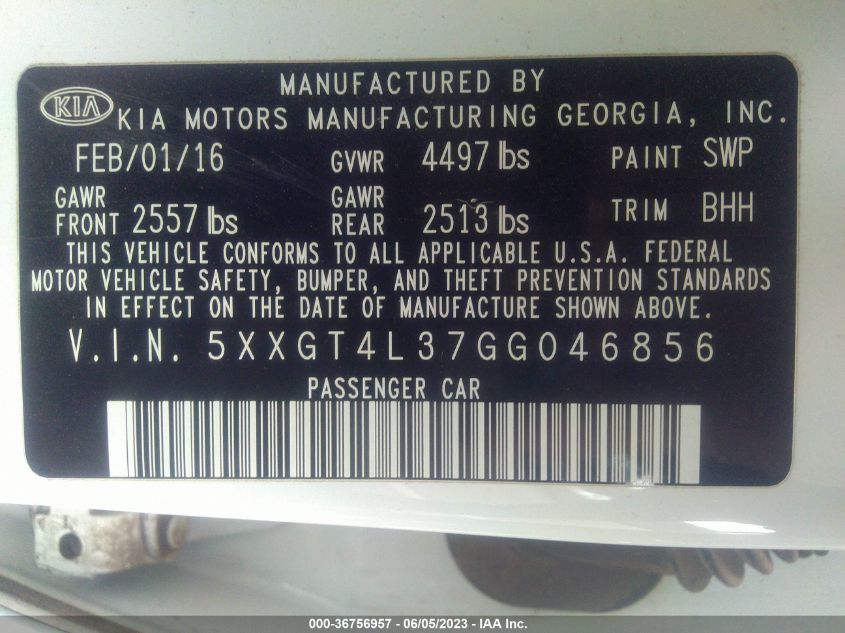 MANUFACTURED BY
KIA KIA MOTORS MANUFACTURING GEORGIA, INC.
FEB/01/16 GVWR 4497 lbs PAINT SWP
GAWR FRONT 2557 lbs GAWR REAR 2513 lbs TRIM BHH
THIS VEHICLE CONFORMS TO ALL APPLICABLE U.S.A. FEDERAL
MOTOR VEHICLE SAFETY, BUMPER, AND THEFT PREVENTION STANDARDS
IN EFFECT ON THE DATE OF MANUFACTURE SHOWN ABOVE.
V.I.N. 5XXGT4L37GG046856
PASSENGER CAR
000-36756957 - 06/05/2023 - IAA Inc.